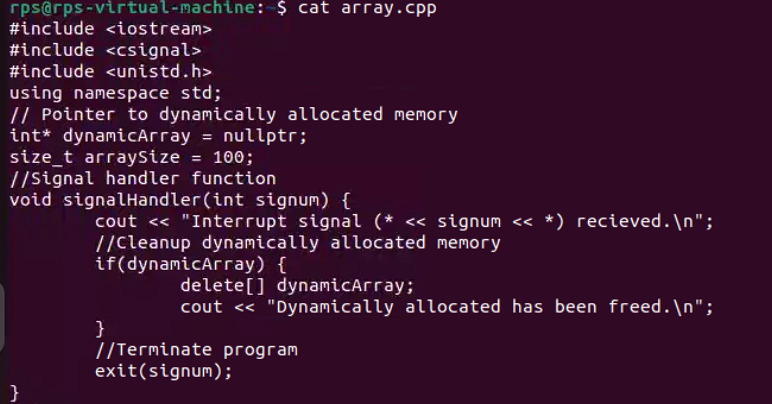 rps@rps-virtual-machine:~$ cat array.cpp
#include <iostream>
#include <csignal>
#include <unistd.h>
using namespace std;
// Pointer to dynamically allocated memory
int* dynamicArray = nullptr;
size_t arraySize = 100;
//Signal handler function
void signalHandler(int signum) {
        cout << "Interrupt signal (* << signum << *) recieved.\n";
        //Cleanup dynamically allocated memory
        if(dynamicArray) {
                delete[] dynamicArray;
                cout << "Dynamically allocated has been freed.\n";
        }
        //Terminate program
        exit(signum);
}